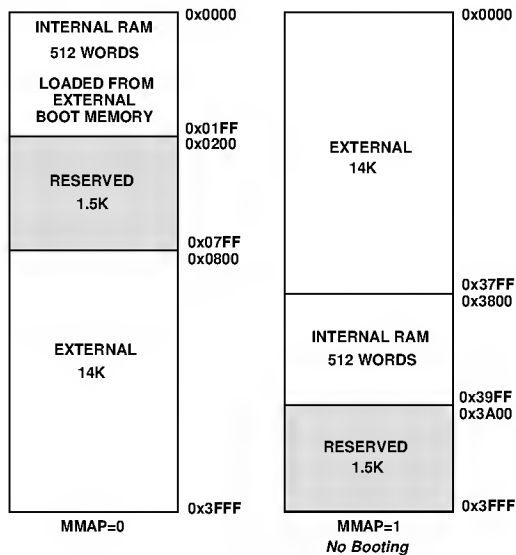 INTERNAL RAM
512 WORDS
LOADED FROM
EXTERNAL
BOOT MEMORY
RESERVED
1.5K
EXTERNAL
14K
0x0000
0x01FF
0x0200
0x07FF
0x0800
0x3FFF
MMAP=0
EXTERNAL
14K
INTERNAL RAM
512 WORDS
RESERVED
1.5K
0x0000
0x37FF
0x3800
0x39FF
0x3A00
0x3FFF
MMAP=1
No Booting